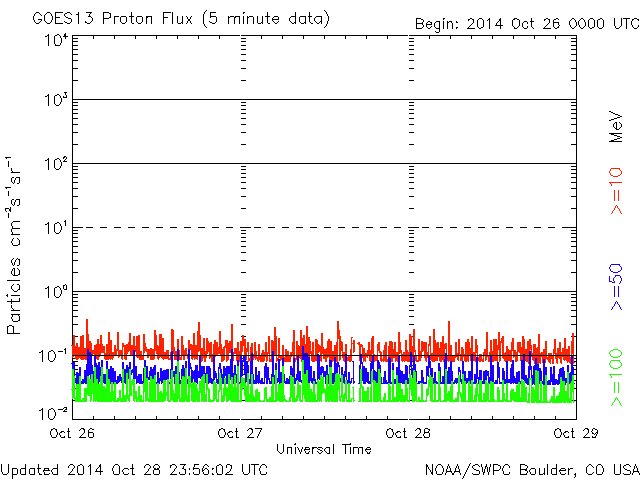 GOES13 Proton Flux (5 minute data)
Begin: 2014 Oct 26 0000 UTC
10⁴
10³
10²
10¹
10⁰
10⁻¹
10⁻²
Particles cm⁻²s⁻¹sr⁻¹
MeV
>=10
>=50
>=100
Oct 26
Oct 27
Oct 28
Oct 29
Universal Time
Updated 2014 Oct 28 23:56:02 UTC
NOAA/SWPC Boulder, CO USA